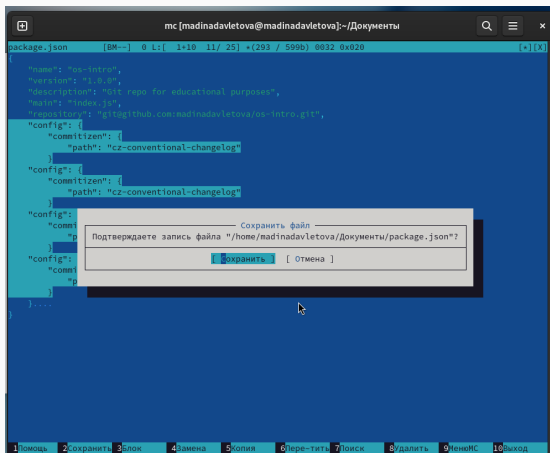 mc [madinadavletova@madinadavletova]:~/Документы
package.json [BM--] 0 L:[ 1+10 11/ 25] *(293 / 599b) 0032 0x020 [*][X]
{
"name": "os-intro",
"version": "1.0.0",
"description": "Git repo for educational purposes",
"main": "index.js",
"repository": "git@github.com:madinadavletova/os-intro.git",
"config": {
"commitizen": {
"path": "cz-conventional-changelog"
}
"config": {
"commitizen": {
"path": "cz-conventional-changelog"
}
"config": {
"commi
"p
}
"config": {
"commi
"p
}
}....
}
Сохранить файл
Подтверждаете запись файла "/home/madinadavletova/Документы/package.json"?
[ Сохранить ] [ Отмена ]
1Помощь 2Сохранить 3Блок 4Замена 5Копия 6Пере~тить 7Поиск 8Удалить 9МенюMC 10Выход